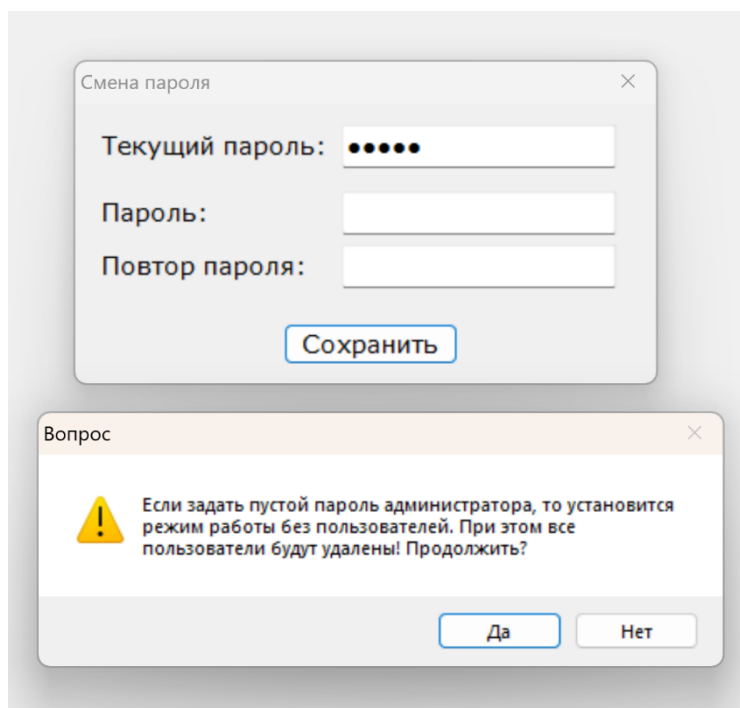 Смена пароля
Текущий пароль: •••••
Пароль:
Повтор пароля:
Сохранить
Вопрос
Если задать пустой пароль администратора, то установится
режим работы без пользователей. При этом все
пользователи будут удалены! Продолжить?
Да Нет